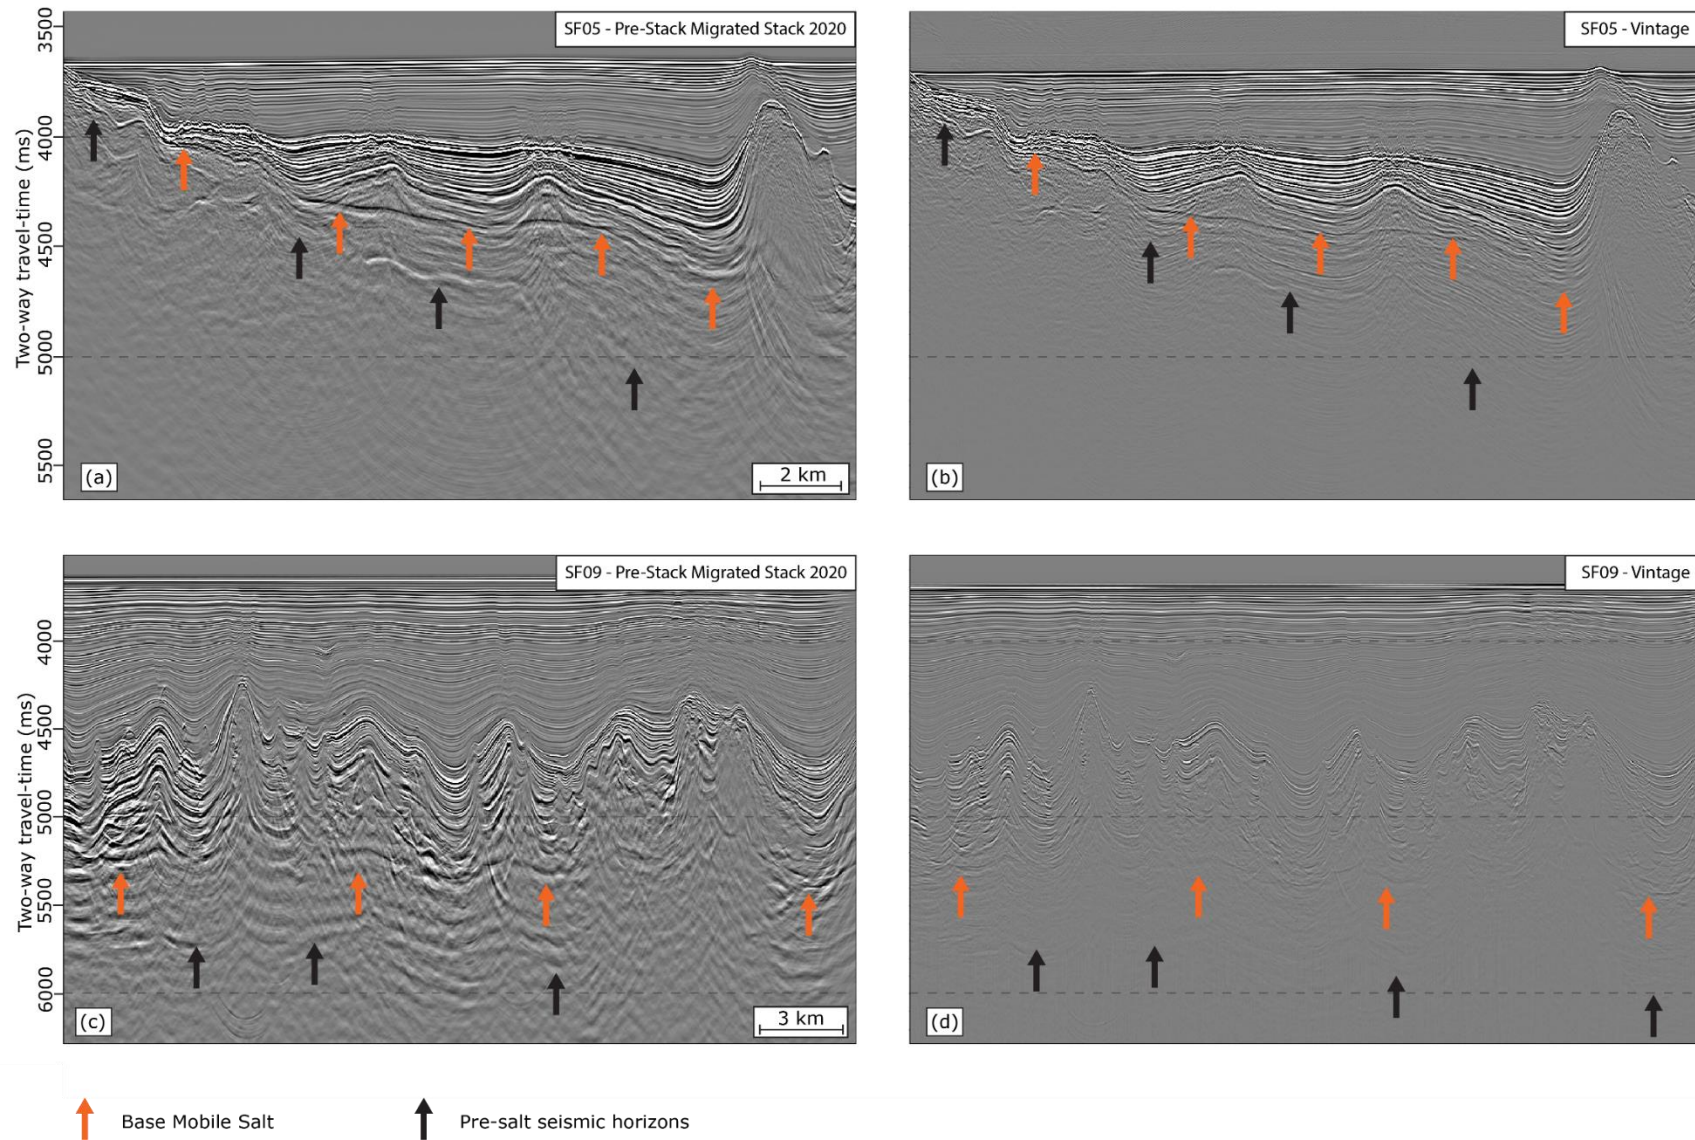 SF05 - Pre-Stack Migrated Stack 2020
SF05 - Vintage
Two-way travel-time (ms)
3500
4000
4500
5000
5500
(a)
2 km
(b)
SF09 - Pre-Stack Migrated Stack 2020
SF09 - Vintage
Two-way travel-time (ms)
4000
4500
5000
5500
6000
(c)
3 km
(d)
Base Mobile Salt
Pre-salt seismic horizons